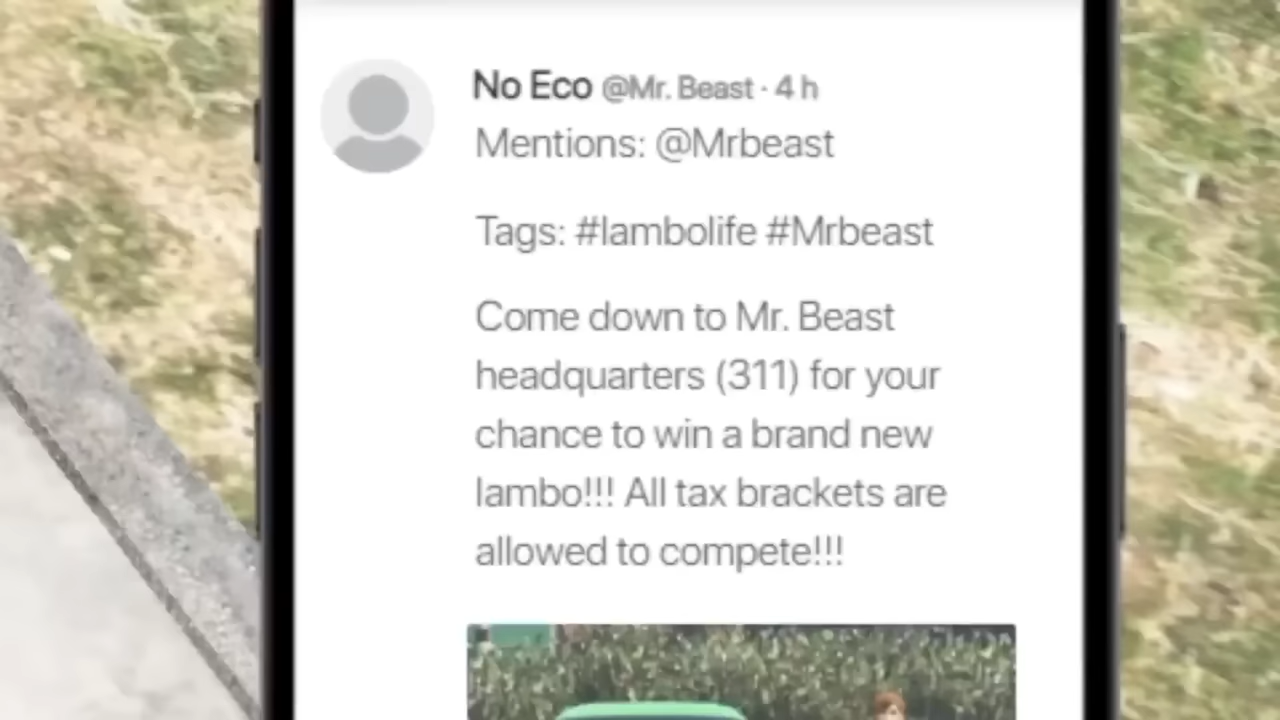 No Eco @Mr. Beast · 4 h
Mentions: @Mrbeast
Tags: #lambolife #Mrbeast
Come down to Mr. Beast
headquarters (311) for your
chance to win a brand new
lambo!!! All tax brackets are
allowed to compete!!!